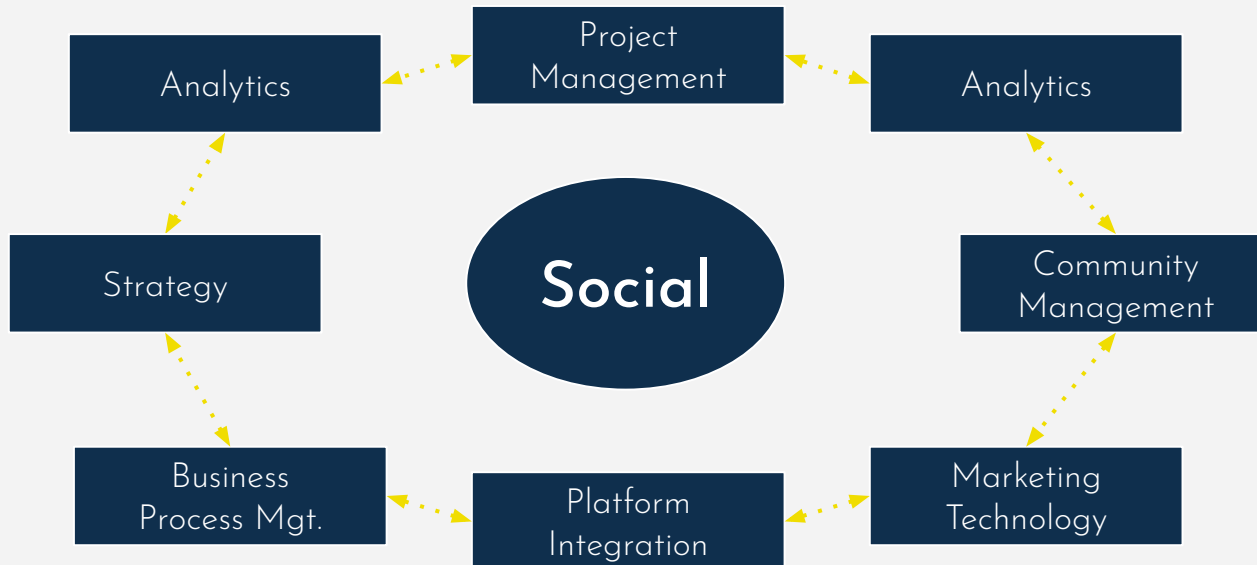 Project
Management
Analytics
Analytics
Strategy
Social
Community
Management
Business
Process Mgt.
Platform
Integration
Marketing
Technology